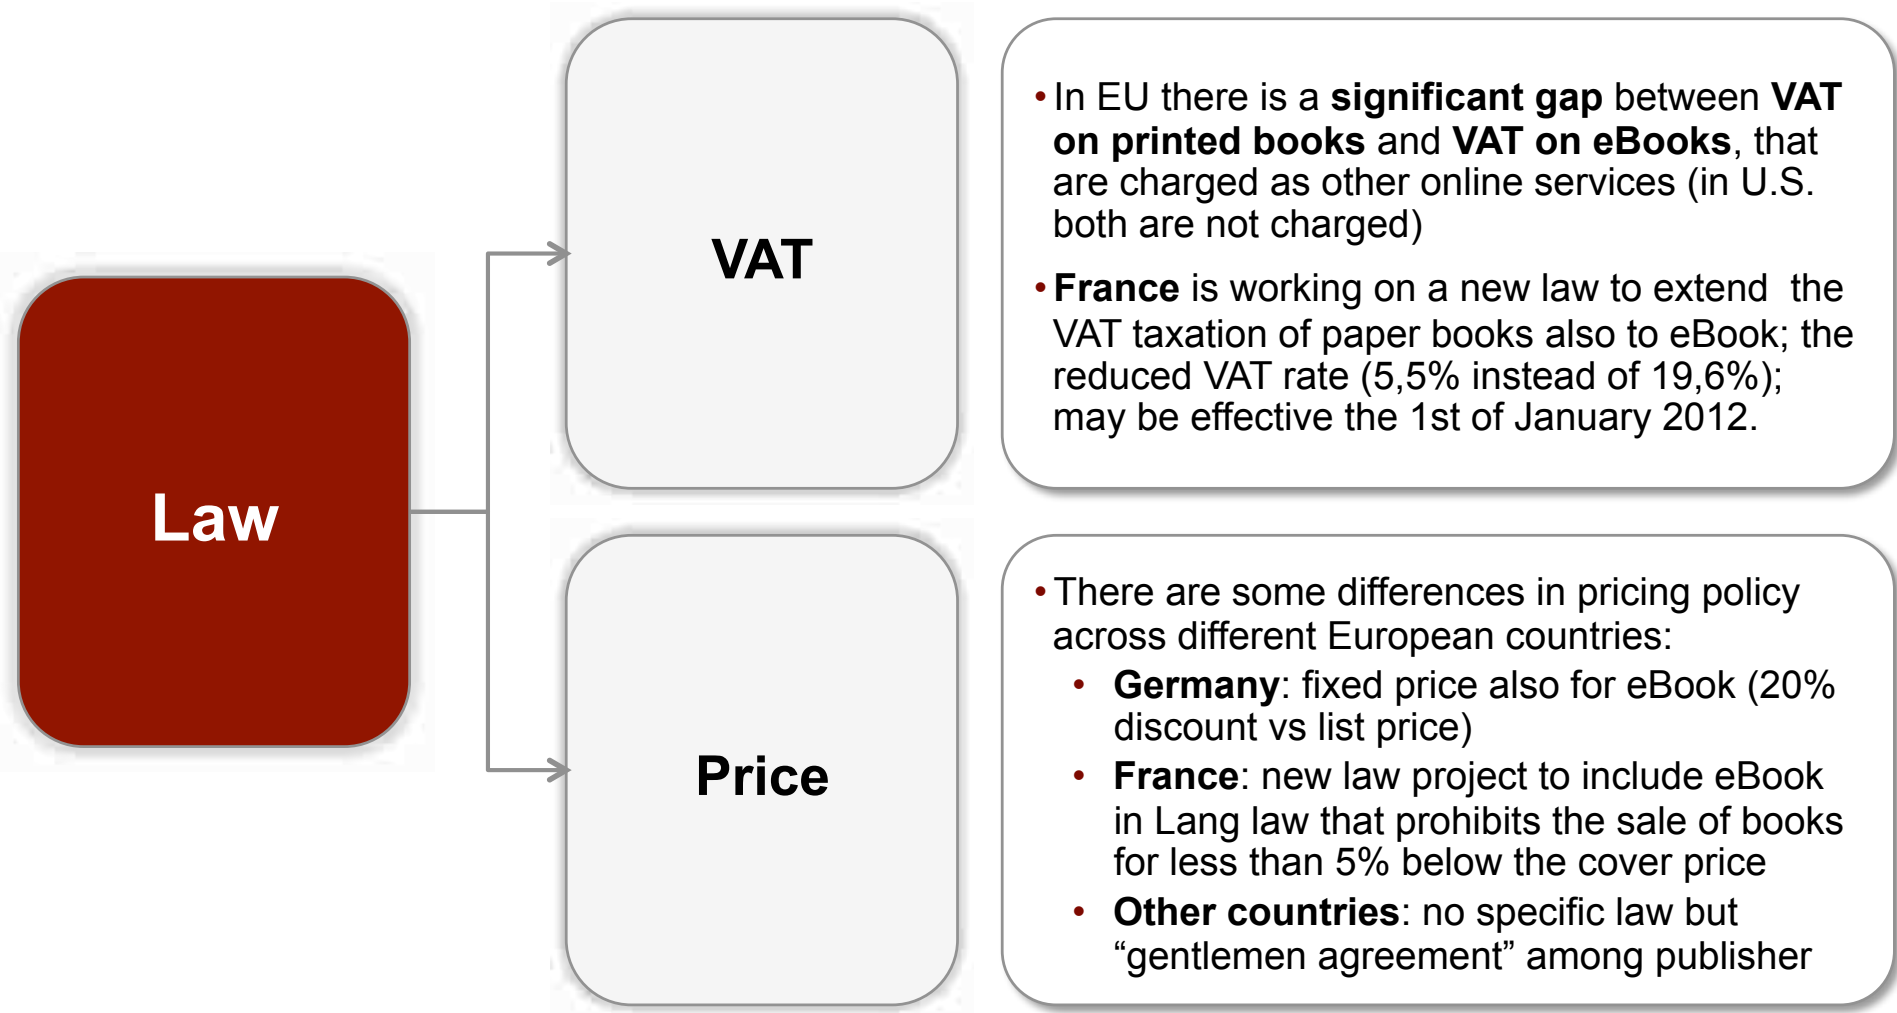 Law
VAT
• In EU there is a significant gap between VAT
on printed books and VAT on eBooks, that
are charged as other online services (in U.S.
both are not charged)
• France is working on a new law to extend the
VAT taxation of paper books also to eBook; the
reduced VAT rate (5,5% instead of 19,6%);
may be effective the 1st of January 2012.
Price
• There are some differences in pricing policy
across different European countries:
• Germany: fixed price also for eBook (20%
discount vs list price)
• France: new law project to include eBook
in Lang law that prohibits the sale of books
for less than 5% below the cover price
• Other countries: no specific law but
“gentlemen agreement” among publisher